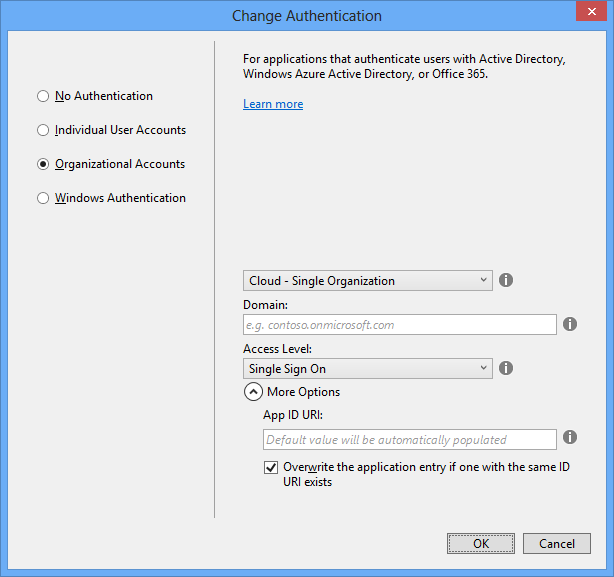 Change Authentication
No Authentication
Individual User Accounts
Organizational Accounts
Windows Authentication
For applications that authenticate users with Active Directory,
Windows Azure Active Directory, or Office 365.
Learn more
Cloud - Single Organization
Domain:
e.g. contoso.onmicrosoft.com
Access Level:
Single Sign On
More Options
App ID URI:
Default value will be automatically populated
Overwrite the application entry if one with the same ID
URI exists
OK
Cancel